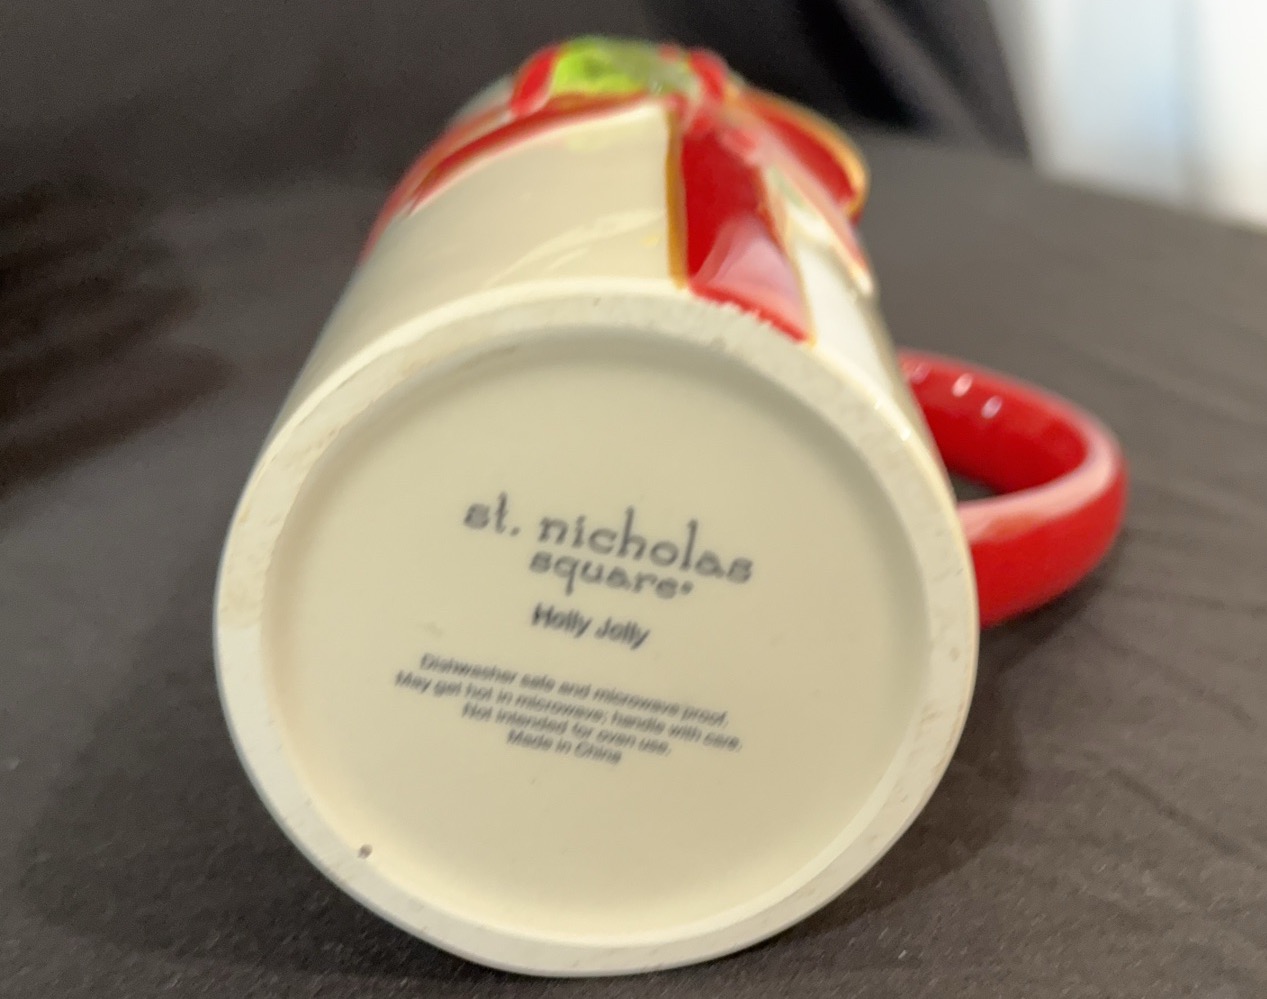 st. nicholas
square®
Holly Jolly
Dishwasher safe and microwave proof.
May get hot in microwave; handle with care.
Not intended for oven use.
Made in China